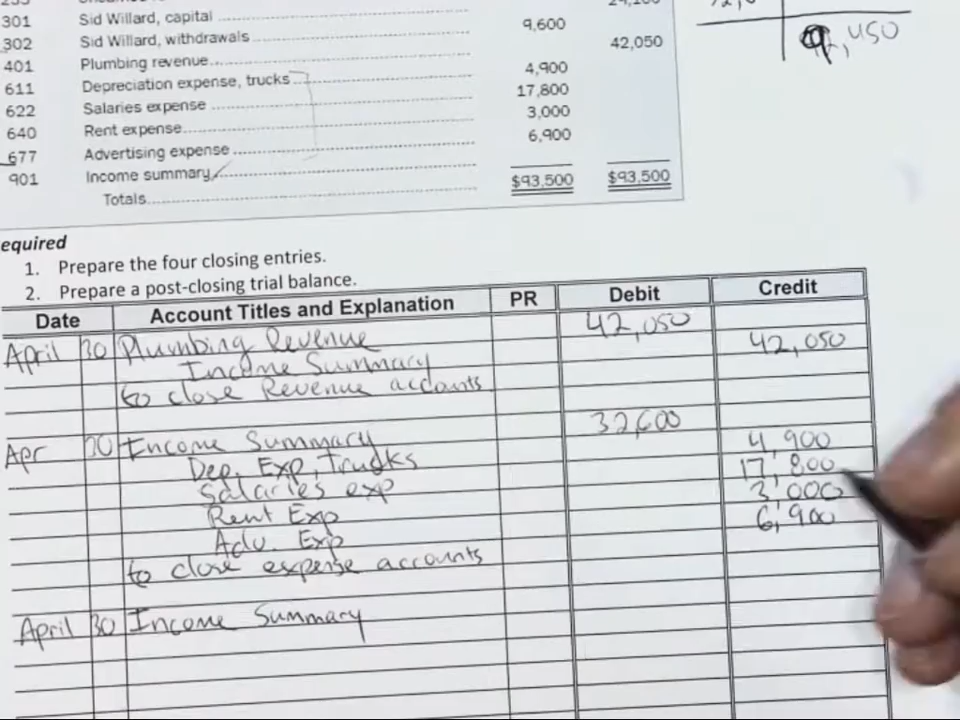 301 Sid Willard, capital
302 Sid Willard, withdrawals 9,600
401 Plumbing revenue 42,050
611 Depreciation expense, trucks 4,900
622 Salaries expense 17,800
640 Rent expense 3,000
677 Advertising expense 6,900
901 Income summary
Totals $93,500 $93,500
equired
1. Prepare the four closing entries.
2. Prepare a post-closing trial balance.
Date Account Titles and Explanation PR Debit Credit
April 30 Plumbing Revenue 42,050
Income Summary 42,050
to close Revenue accounts
Apr 30 Income Summary 32,600
Dep. Exp, Trucks 4,900
Salaries exp 17,800
Rent Exp 3,000
Adv. Exp 6,900
to close expense accounts
April 30 Income Summary